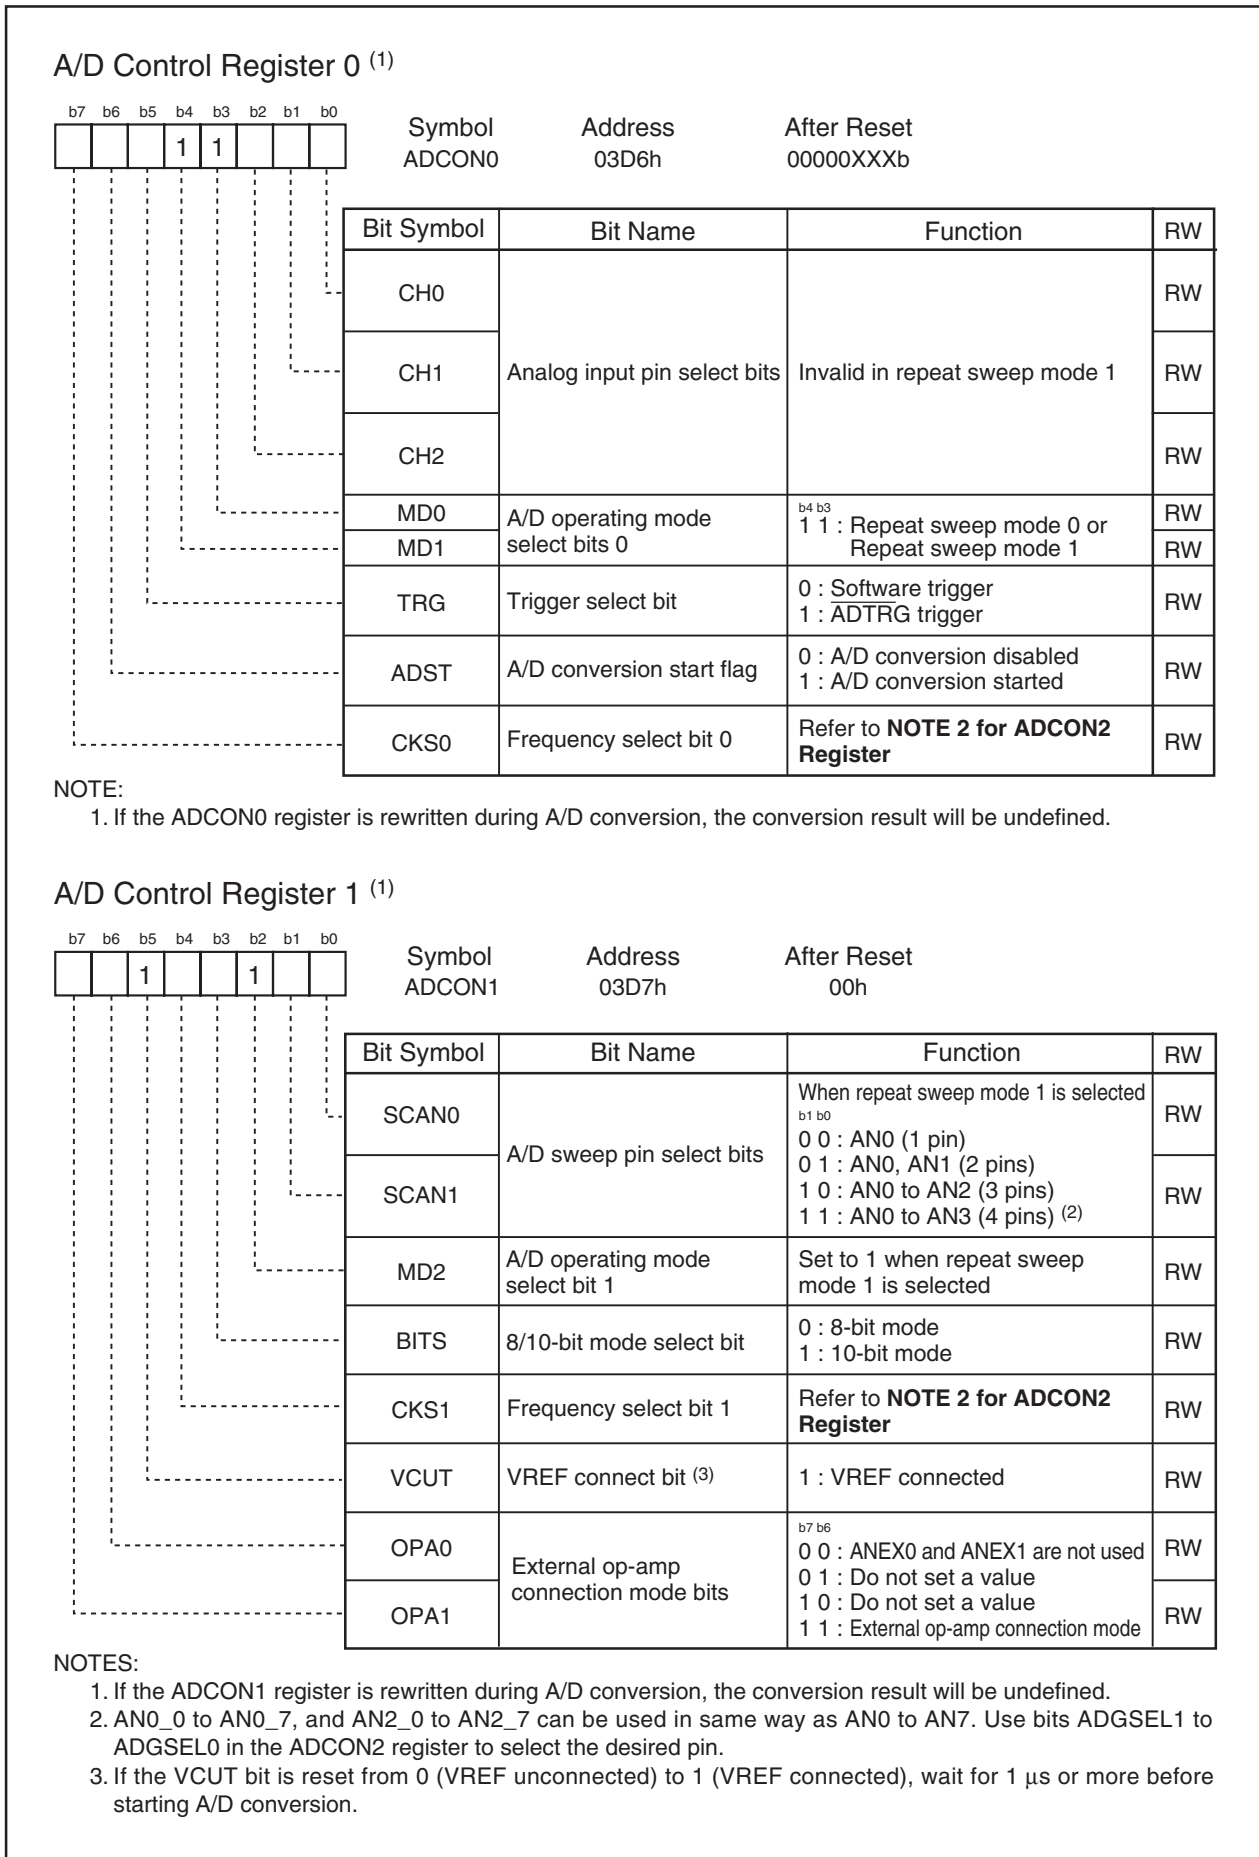 A/D Control Register 0 (1)
b7 b6 b5 b4 b3 b2 b1 b0
1 1
Symbol Address After Reset
ADCON0 03D6h 00000XXXb
Bit Symbol Bit Name Function RW
CH0 RW
CH1 Analog input pin select bits Invalid in repeat sweep mode 1 RW
CH2 RW
MD0 RW
MD1 RW
A/D operating mode
select bits 0
b4 b3
1 1 : Repeat sweep mode 0 or
Repeat sweep mode 1
TRG Trigger select bit RW
0 : Software trigger
1 : ADTRG trigger
ADST A/D conversion start flag RW
0 : A/D conversion disabled
1 : A/D conversion started
CKS0 Frequency select bit 0 RW
Refer to NOTE 2 for ADCON2
Register
NOTE:
1. If the ADCON0 register is rewritten during A/D conversion, the conversion result will be undefined.
A/D Control Register 1 (1)
b7 b6 b5 b4 b3 b2 b1 b0
1 1
Symbol Address After Reset
ADCON1 03D7h 00h
Bit Symbol Bit Name Function RW
SCAN0 RW
SCAN1 RW
A/D sweep pin select bits
When repeat sweep mode 1 is selected
b1 b0
0 0 : AN0 (1 pin)
0 1 : AN0, AN1 (2 pins)
1 0 : AN0 to AN2 (3 pins)
1 1 : AN0 to AN3 (4 pins) (2)
MD2 RW
A/D operating mode
select bit 1
Set to 1 when repeat sweep
mode 1 is selected
BITS 8/10-bit mode select bit RW
0 : 8-bit mode
1 : 10-bit mode
CKS1 Frequency select bit 1 RW
Refer to NOTE 2 for ADCON2
Register
VCUT VREF connect bit (3) 1 : VREF connected RW
OPA0 RW
OPA1 RW
External op-amp
connection mode bits
b7 b6
0 0 : ANEX0 and ANEX1 are not used
0 1 : Do not set a value
1 0 : Do not set a value
1 1 : External op-amp connection mode
NOTES:
1. If the ADCON1 register is rewritten during A/D conversion, the conversion result will be undefined.
2. AN0_0 to AN0_7, and AN2_0 to AN2_7 can be used in same way as AN0 to AN7. Use bits ADGSEL1 to
ADGSEL0 in the ADCON2 register to select the desired pin.
3. If the VCUT bit is reset from 0 (VREF unconnected) to 1 (VREF connected), wait for 1 μs or more before
starting A/D conversion.